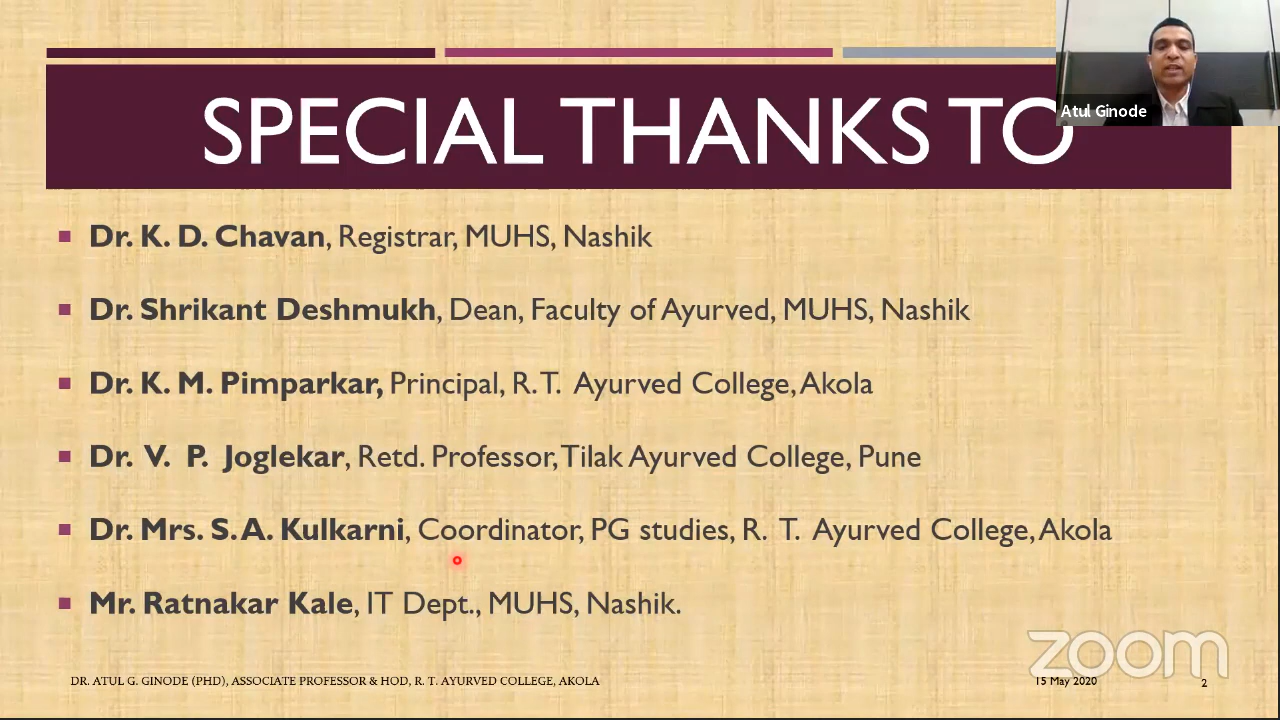 SPECIAL THANKS TO
Atul Ginode
Dr. K. D. Chavan, Registrar, MUHS, Nashik
Dr. Shrikant Deshmukh, Dean, Faculty of Ayurved, MUHS, Nashik
Dr. K. M. Pimparkar, Principal, R.T. Ayurved College, Akola
Dr. V. P. Joglekar, Retd. Professor, Tilak Ayurved College, Pune
Dr. Mrs. S.A. Kulkarni, Coordinator, PG studies, R. T. Ayurved College, Akola
Mr. Ratnakar Kale, IT Dept., MUHS, Nashik.
zoom
DR. ATUL G. GINODE (PHD), ASSOCIATE PROFESSOR & HOD, R. T. AYURVED COLLEGE, AKOLA
15 May 2020
2